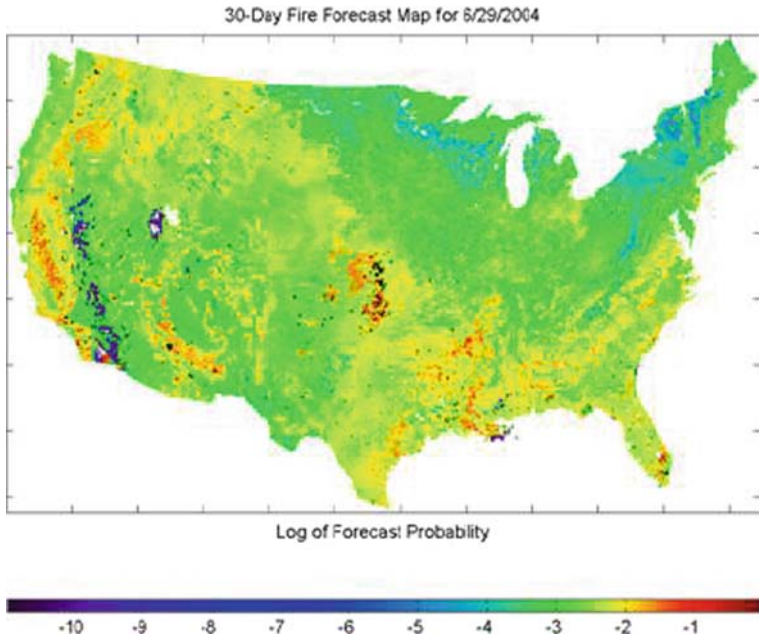 30-Day Fire Forecast Map for 6/29/2004
Log of Forecast Probability
-10 -9 -8 -7 -6 -5 -4 -3 -2 -1